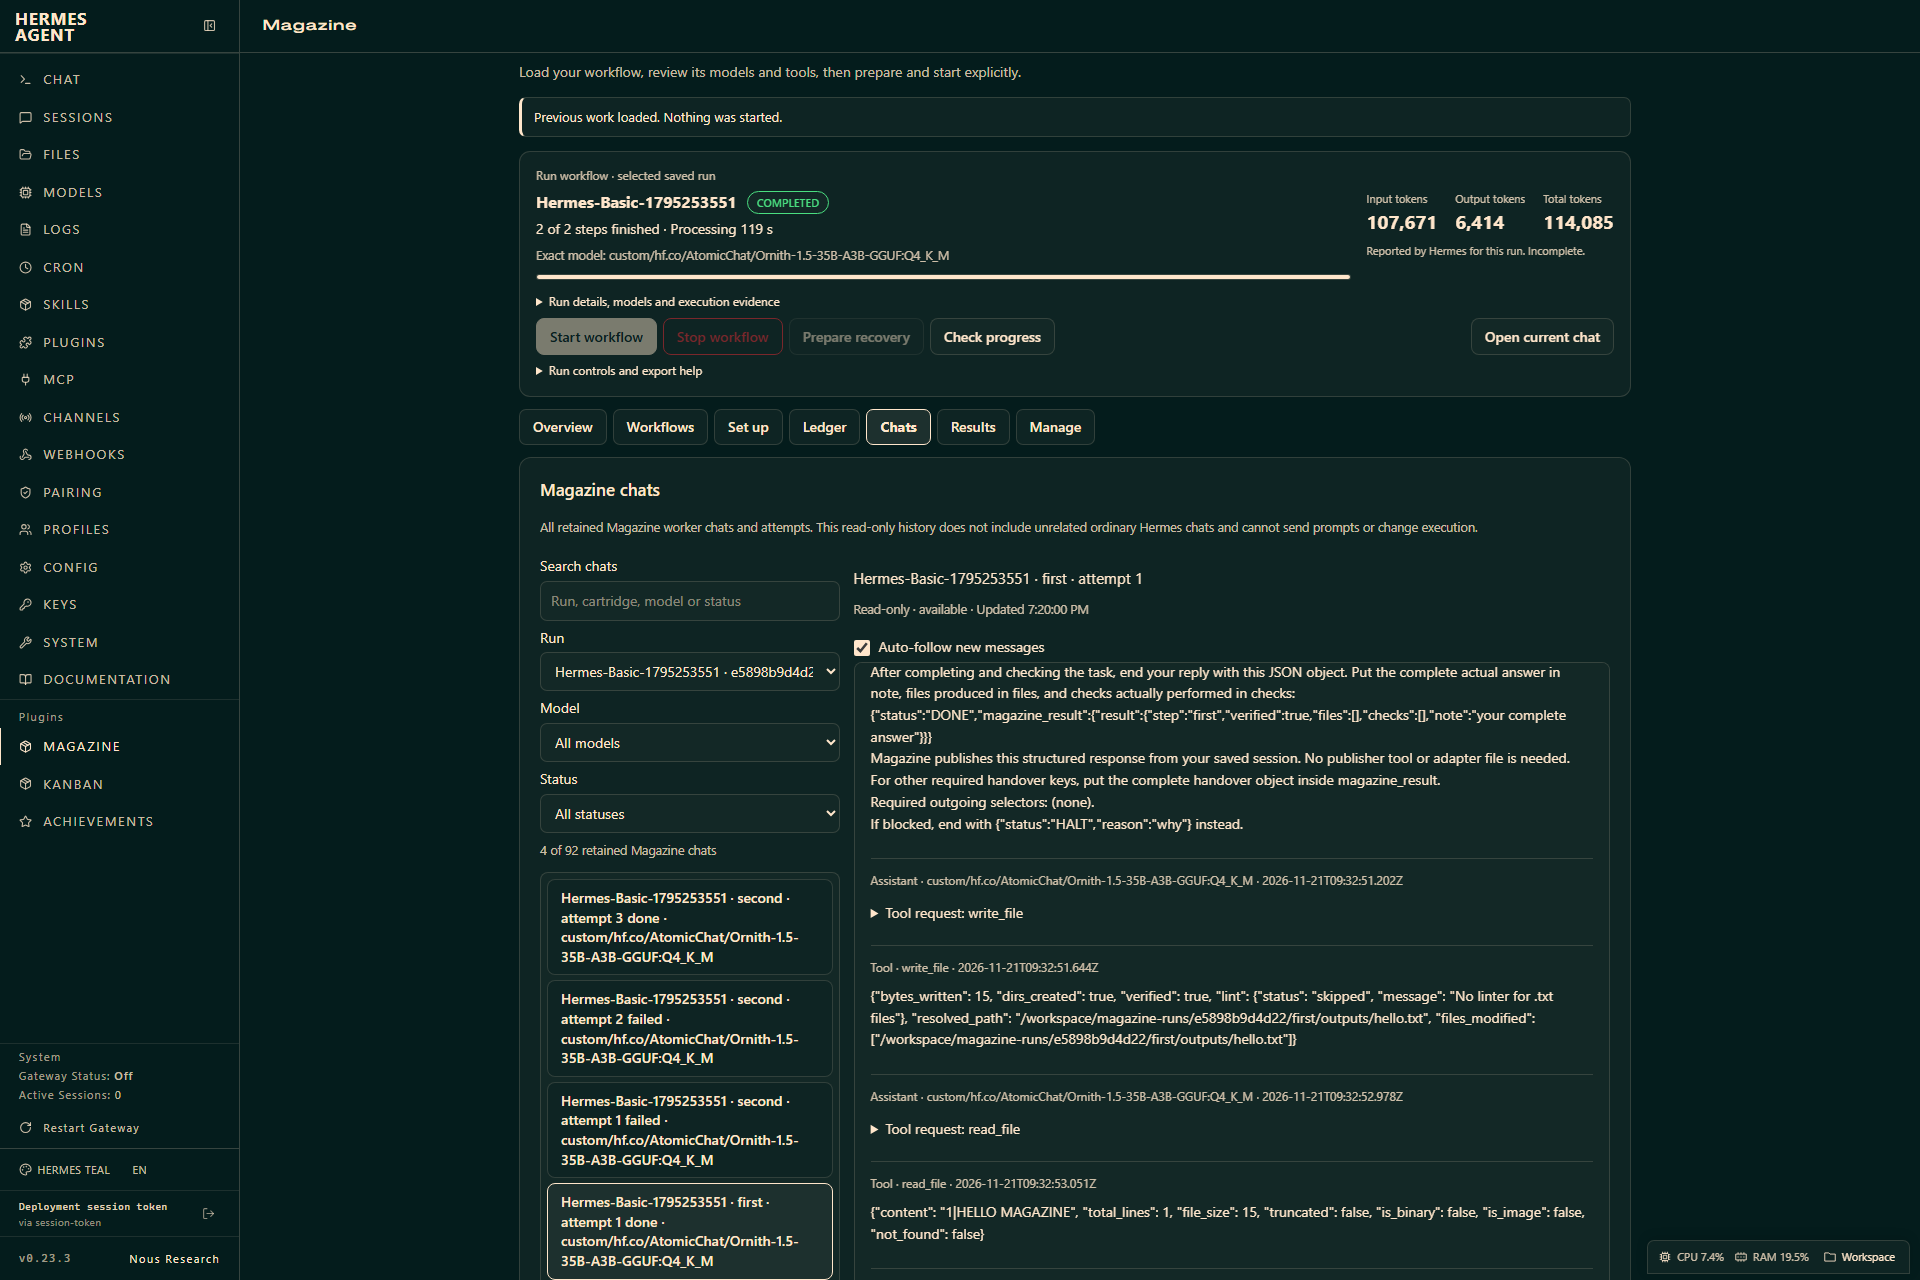 HERMES
AGENT
CHAT
SESSIONS
FILES
MODELS
LOGS
CRON
SKILLS
PLUGINS
MCP
CHANNELS
WEBHOOKS
PAIRING
PROFILES
CONFIG
KEYS
SYSTEM
DOCUMENTATION
Plugins
MAGAZINE
KANBAN
ACHIEVEMENTS
System
Gateway Status: Off
Active Sessions: 0
Restart Gateway
HERMES TEAL EN
Deployment session token
via session-token
v0.23.3 Nous Research
Magazine
Load your workflow, review its models and tools, then prepare and start explicitly.
Previous work loaded. Nothing was started.
Run workflow · selected saved run
Hermes-Basic-1795253551 COMPLETED
2 of 2 steps finished · Processing 119 s
Exact model: custom/hf.co/AtomicChat/Ornith-1.5-35B-A3B-GGUF:Q4_K_M
Input tokens Output tokens Total tokens
107,671 6,414 114,085
Reported by Hermes for this run. Incomplete.
Run details, models and execution evidence
Start workflow Stop workflow Prepare recovery Check progress Open current chat
Run controls and export help
Overview Workflows Set up Ledger Chats Results Manage
Magazine chats
All retained Magazine worker chats and attempts. This read-only history does not include unrelated ordinary Hermes chats and cannot send prompts or change execution.
Search chats
Run, cartridge, model or status
Run
Hermes-Basic-1795253551 · e5898b9d4d2
Model
All models
Status
All statuses
4 of 92 retained Magazine chats
Hermes-Basic-1795253551 · second ·
attempt 3 done ·
custom/hf.co/AtomicChat/Ornith-1.5-
35B-A3B-GGUF:Q4_K_M
Hermes-Basic-1795253551 · second ·
attempt 2 failed ·
custom/hf.co/AtomicChat/Ornith-1.5-
35B-A3B-GGUF:Q4_K_M
Hermes-Basic-1795253551 · second ·
attempt 1 failed ·
custom/hf.co/AtomicChat/Ornith-1.5-
35B-A3B-GGUF:Q4_K_M
Hermes-Basic-1795253551 · first ·
attempt 1 done ·
custom/hf.co/AtomicChat/Ornith-1.5-
35B-A3B-GGUF:Q4_K_M
Hermes-Basic-1795253551 · first · attempt 1
Read-only · available · Updated 7:20:00 PM
Auto-follow new messages
After completing and checking the task, end your reply with this JSON object. Put the complete actual answer in
note, files produced in files, and checks actually performed in checks:
{"status":"DONE","magazine_result":{"result":{"step":"first","verified":true,"files":[],"checks":[],"note":"your complete
answer"}}}
Magazine publishes this structured response from your saved session. No publisher tool or adapter file is needed.
For other required handover keys, put the complete handover object inside magazine_result.
Required outgoing selectors: (none).
If blocked, end with {"status":"HALT","reason":"why"} instead.
Assistant · custom/hf.co/AtomicChat/Ornith-1.5-35B-A3B-GGUF:Q4_K_M · 2026-11-21T09:32:51.202Z
Tool request: write_file
Tool · write_file · 2026-11-21T09:32:51.644Z
{"bytes_written": 15, "dirs_created": true, "verified": true, "lint": {"status": "skipped", "message": "No linter for .txt
files"}, "resolved_path": "/workspace/magazine-runs/e5898b9d4d22/first/outputs/hello.txt", "files_modified":
["/workspace/magazine-runs/e5898b9d4d22/first/outputs/hello.txt"]}
Assistant · custom/hf.co/AtomicChat/Ornith-1.5-35B-A3B-GGUF:Q4_K_M · 2026-11-21T09:32:52.978Z
Tool request: read_file
Tool · read_file · 2026-11-21T09:32:53.051Z
{"content": "1|HELLO MAGAZINE", "total_lines": 1, "file_size": 15, "truncated": false, "is_binary": false, "is_image": false,
"not_found": false}
CPU 7.4% RAM 19.5% Workspace